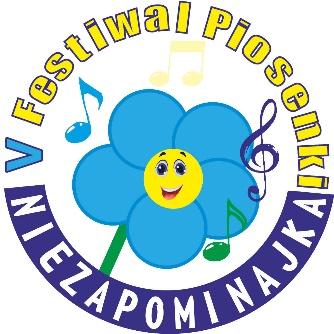 V Festiwal Piosenki
NIEZAPOMINAJKA